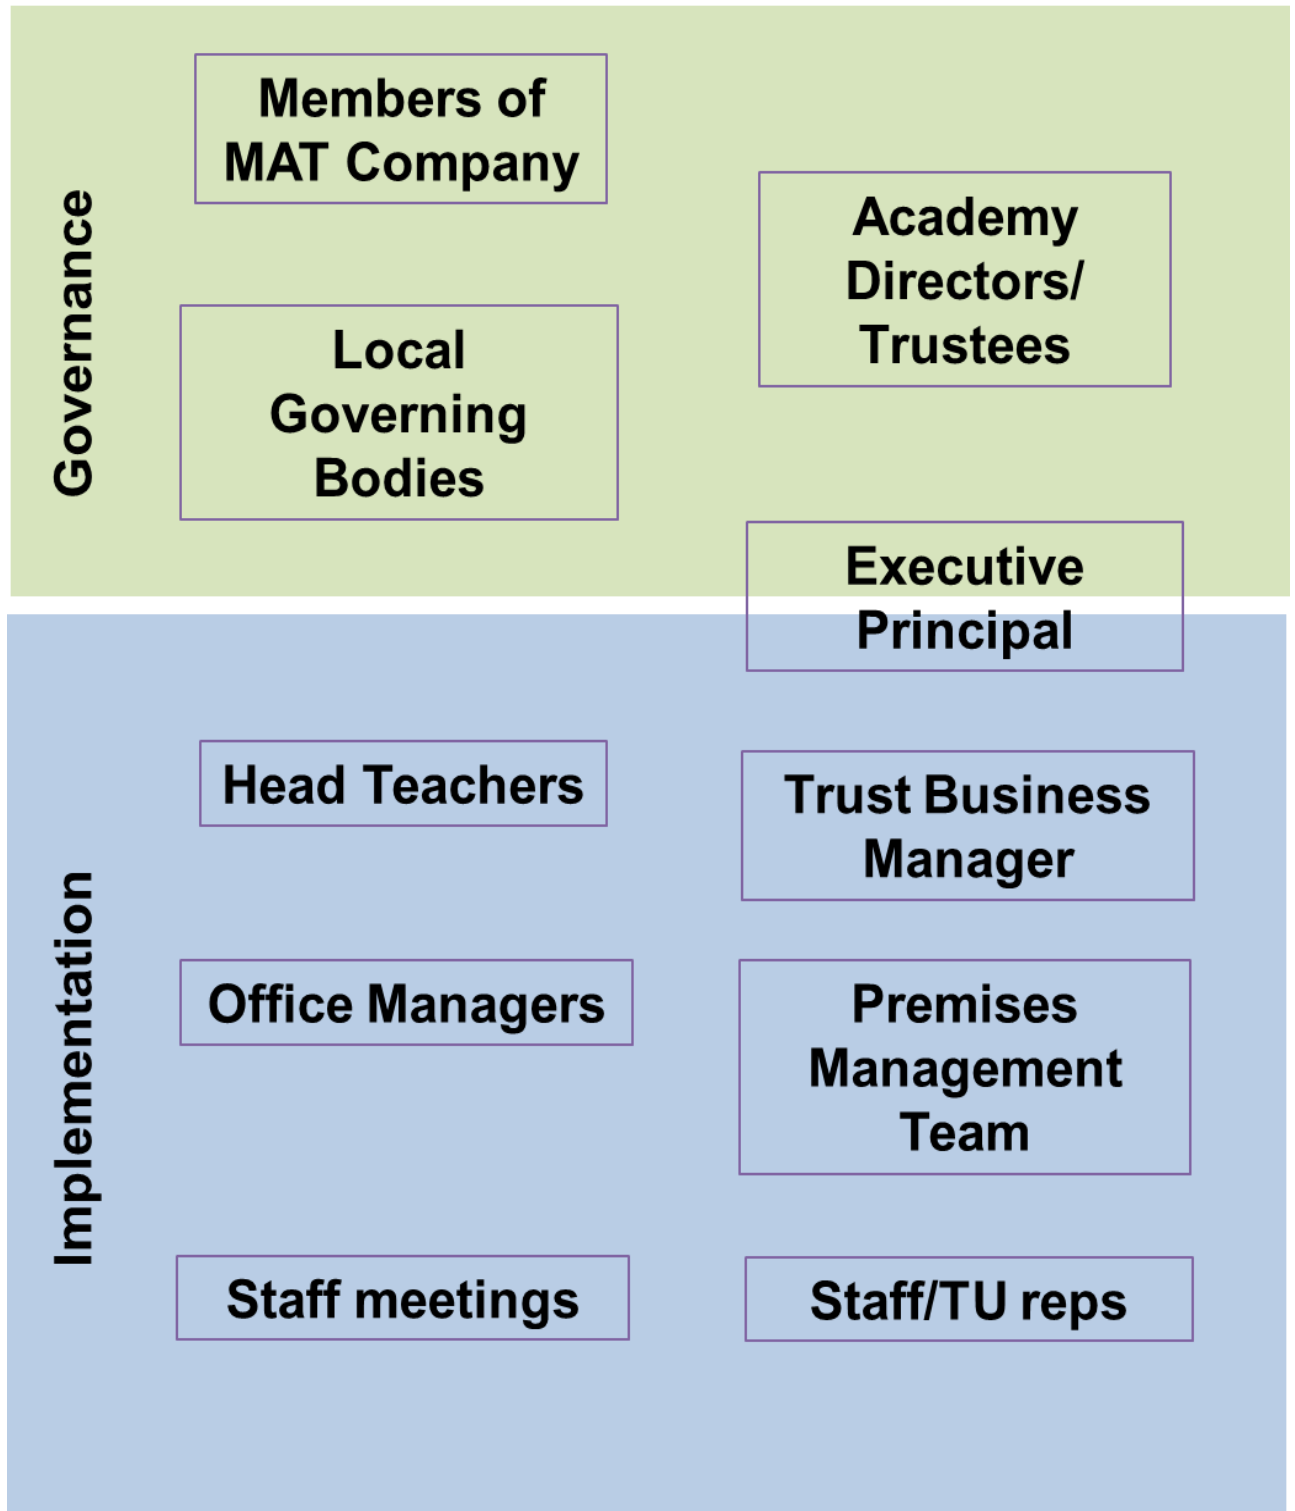 Governance
Members of
MAT Company
Academy
Directors/
Trustees
Local
Governing
Bodies
Executive
Principal
Implementation
Head Teachers
Trust Business
Manager
Office Managers
Premises
Management
Team
Staff meetings
Staff/TU reps